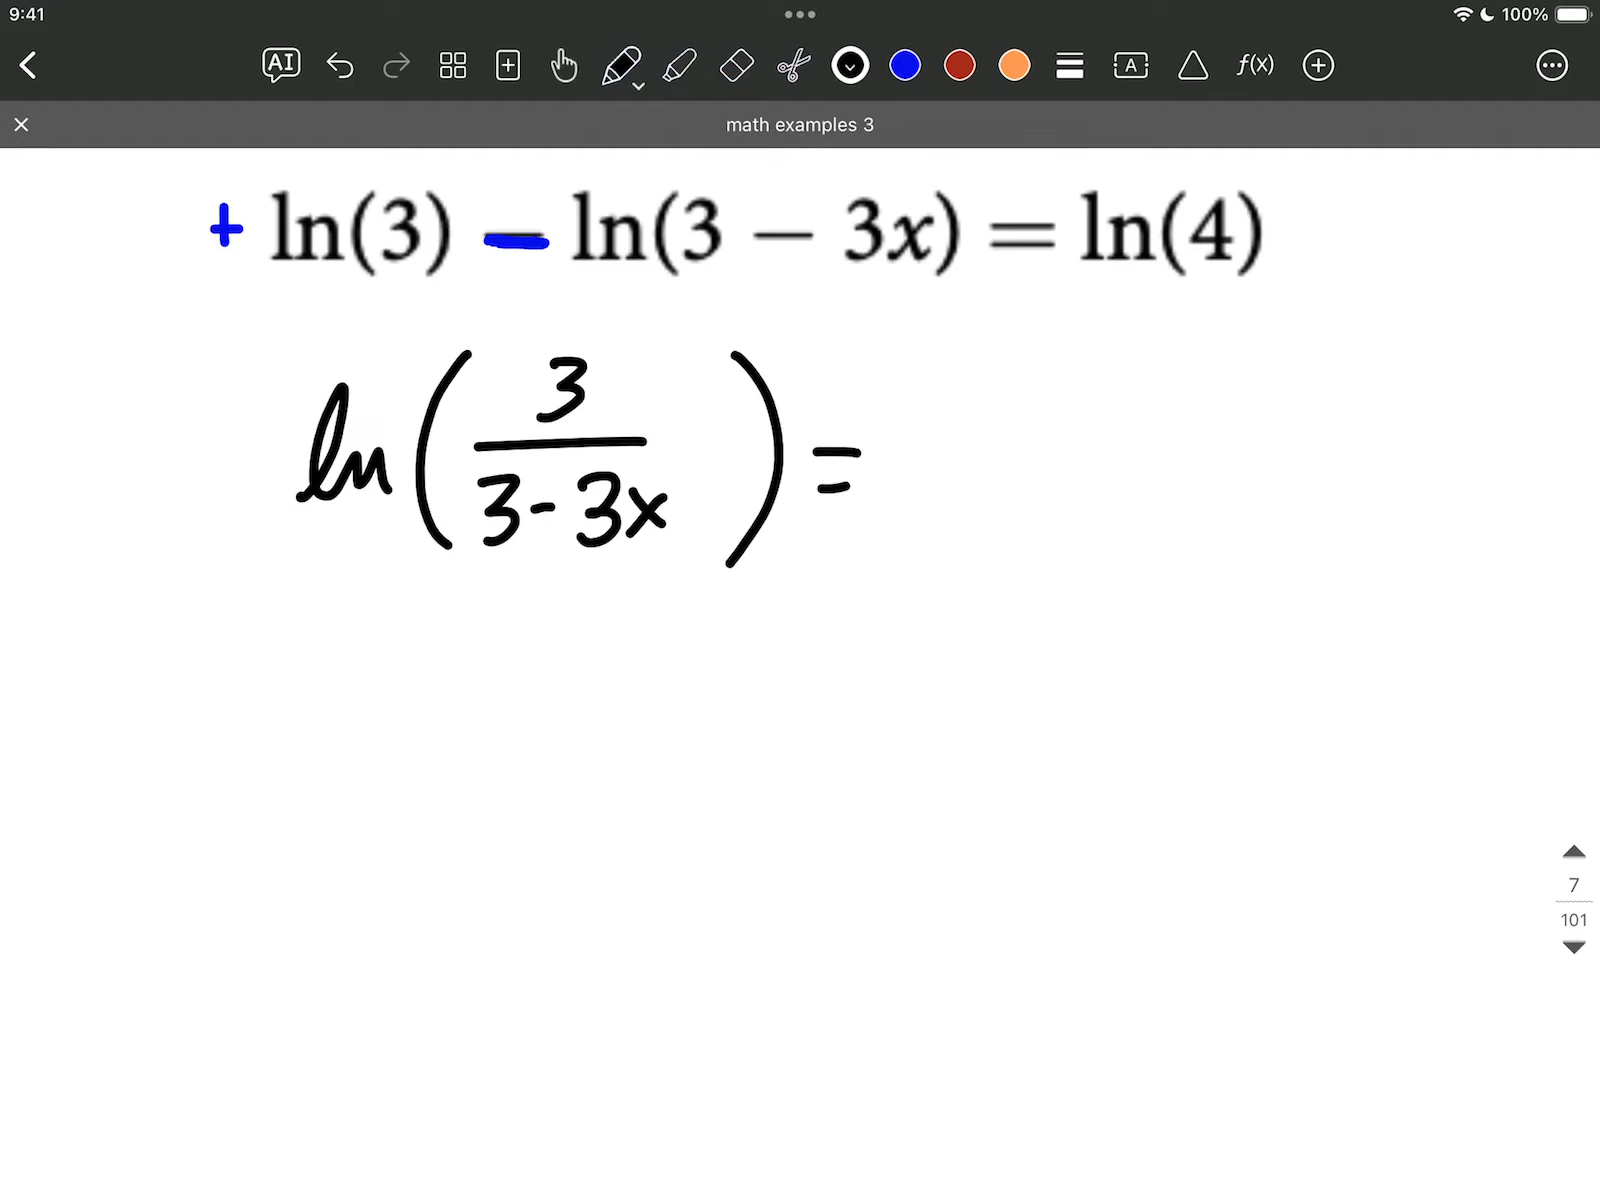 9:41 100%
AI A f(x)
math examples 3
+ ln(3) − ln(3 − 3x) = ln(4)
ln(3/(3-3x)) =
7
101